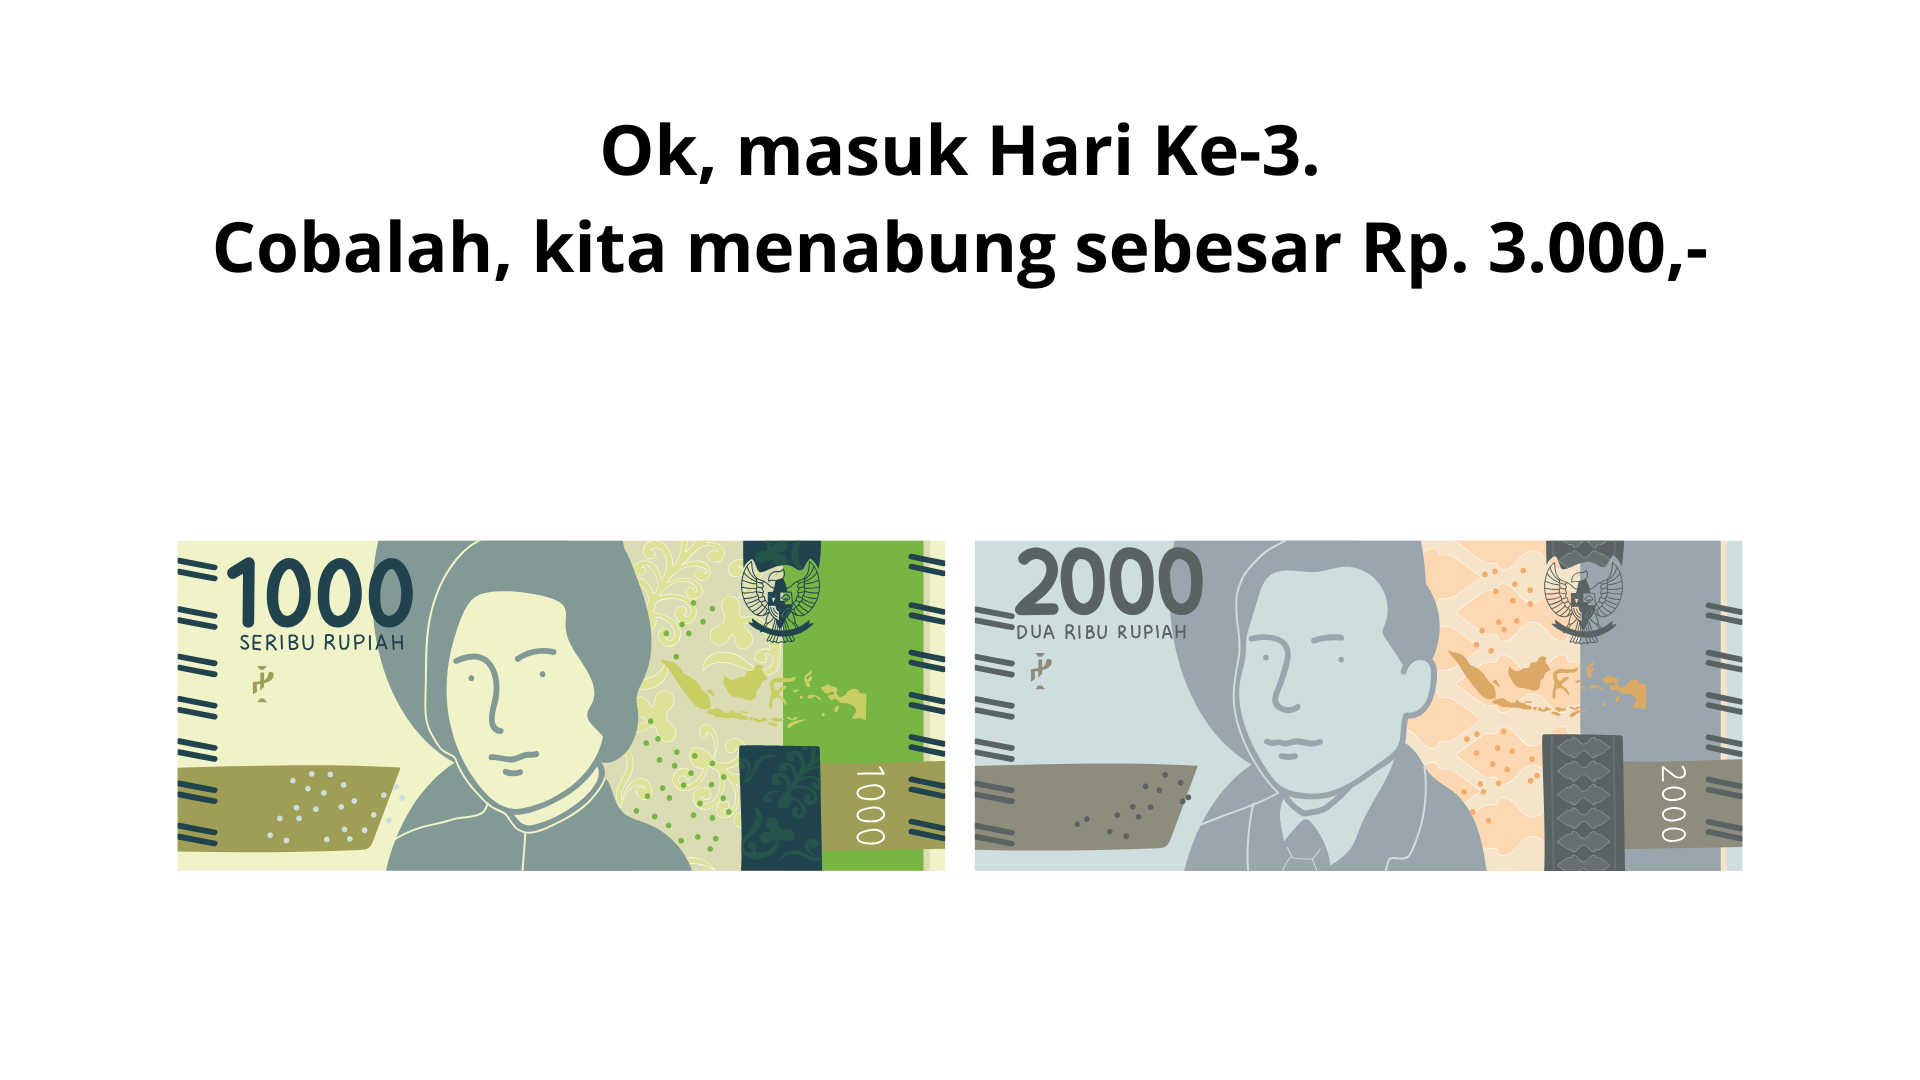 Ok, masuk Hari Ke-3.
Cobalah, kita menabung sebesar Rp. 3.000,-
1000
SERIBU RUPIAH
1000
2000
DUA RIBU RUPIAH
2000